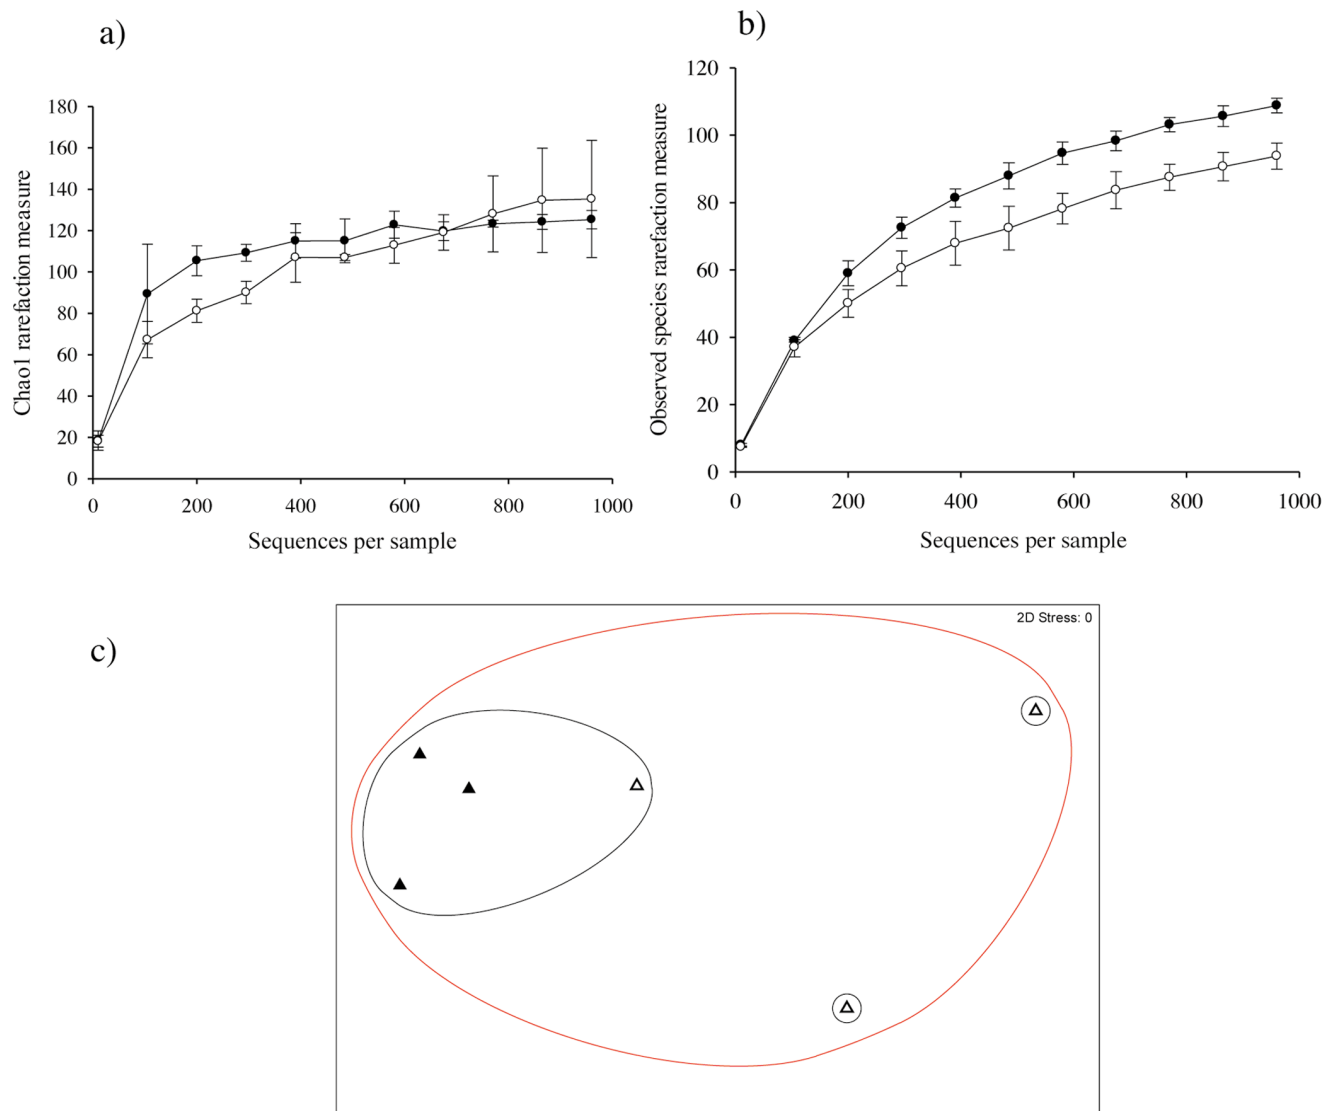 a)
Chao1 rarefaction measure
180
160
140
120
100
80
60
40
20
0
0 200 400 600 800 1000
Sequences per sample
b)
Observed species rarefaction measure
120
100
80
60
40
20
0
0 200 400 600 800 1000
Sequences per sample
c)
2D Stress: 0